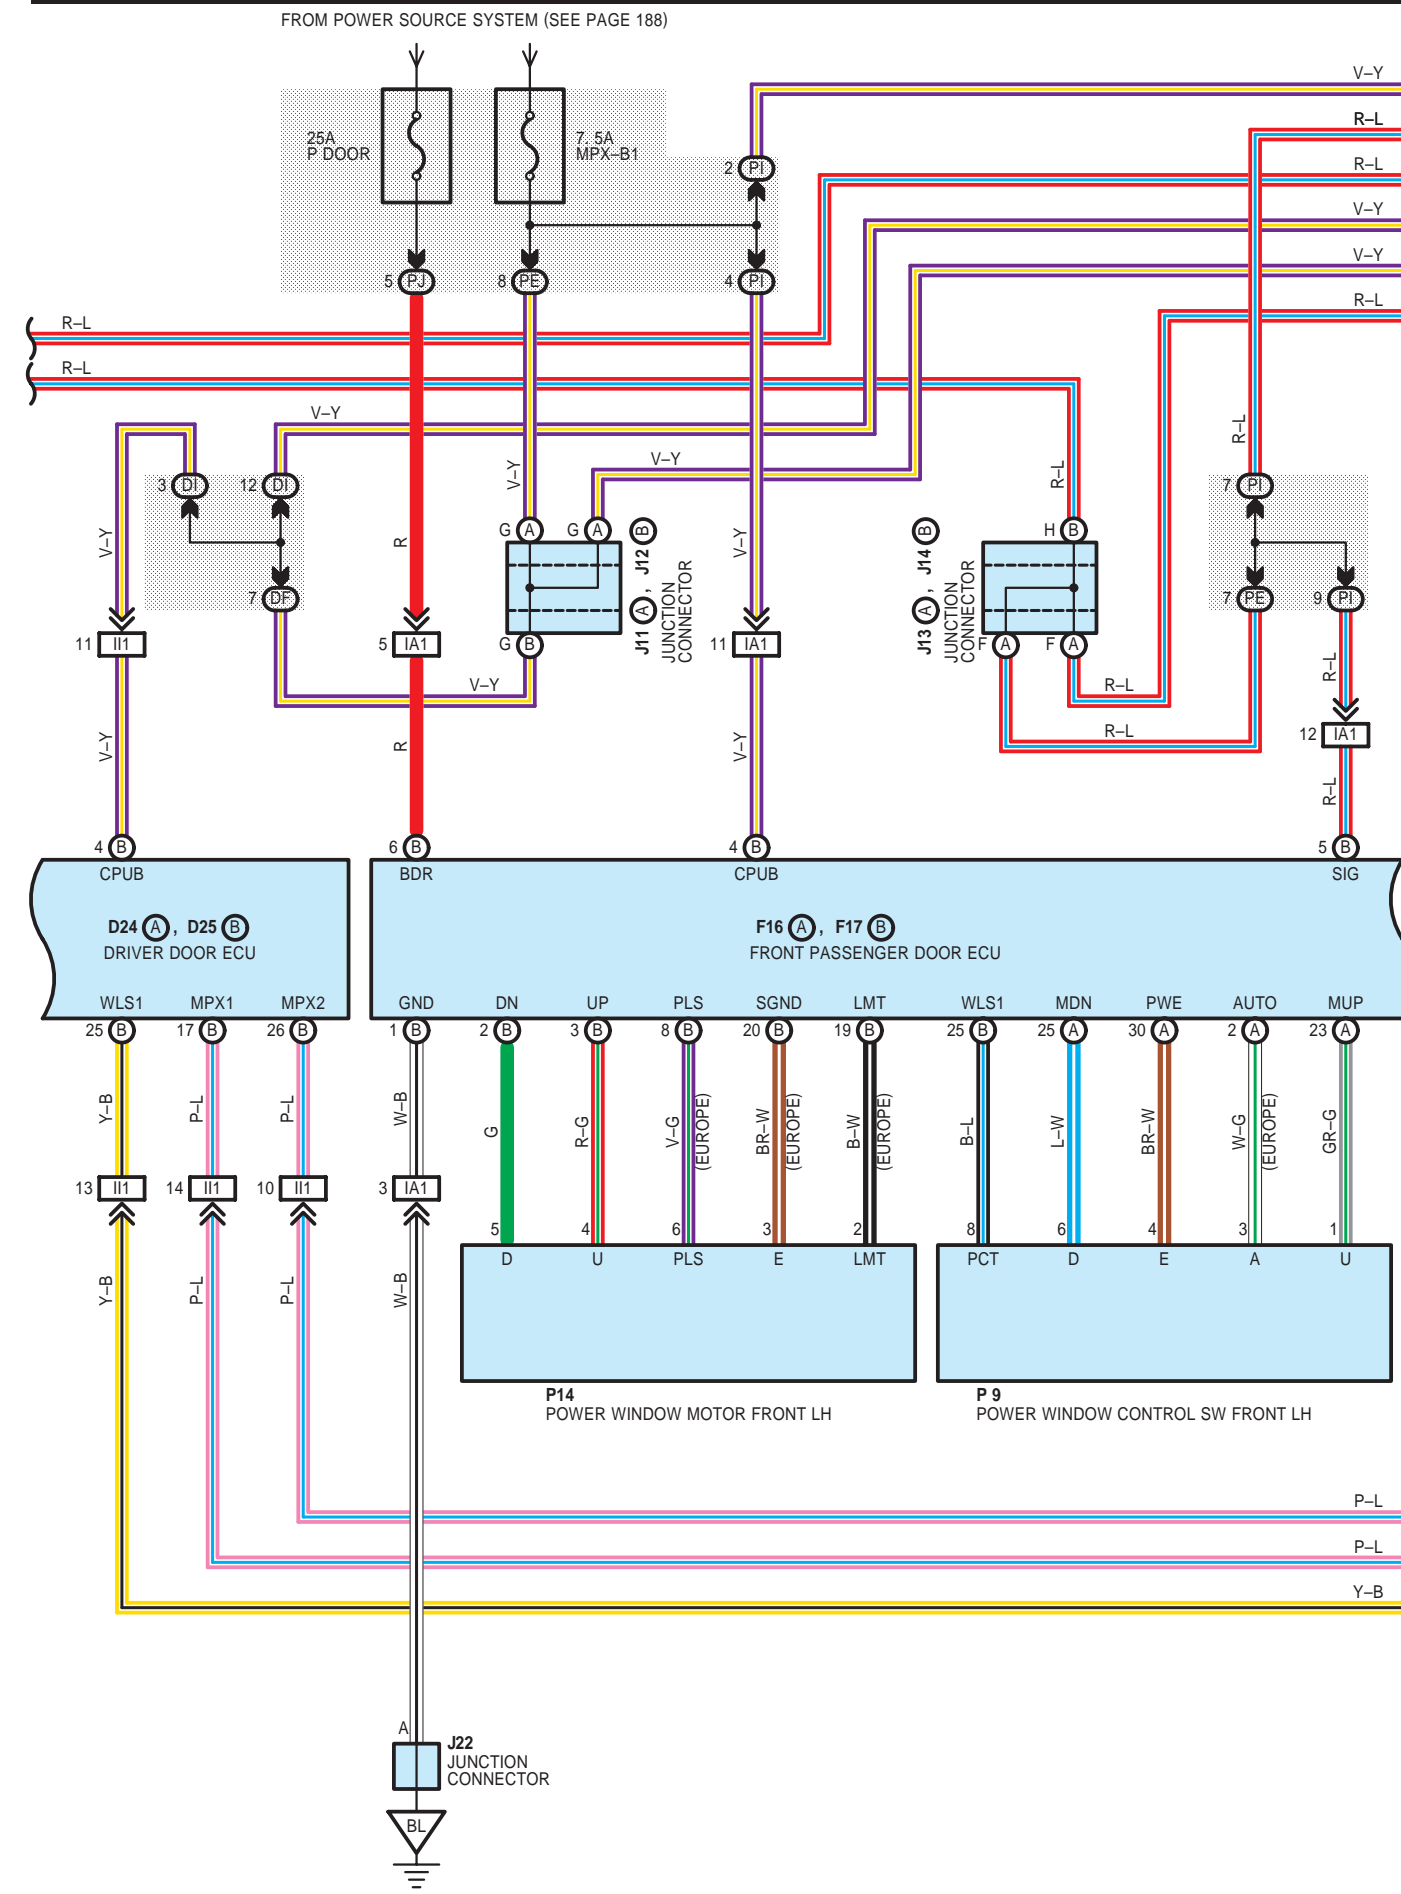 FROM POWER SOURCE SYSTEM (SEE PAGE 188)
V–Y
25A
P DOOR
7. 5A
MPX–B1
R–L
2 PI
R–L
V–Y
V–Y
5 PJ
8 PE
4 PI
R–L
R–L
R–L
V–Y
V–Y
R–L
V–Y
R–L
3 DI
12 DI
7 PI
V–Y
R
G A
G A
J11 A , J12 B
JUNCTION
CONNECTOR
V–Y
J13 A , J14 B
JUNCTION
CONNECTOR
H B
7 DF
7 PE
9 PI
11 II1
5 IA1
G B
11 IA1
F A
F A
V–Y
R–L
R–L
R–L
V–Y
R
V–Y
12 IA1
R–L
4 B
6 B
4 B
5 B
CPUB
BDR
CPUB
SIG
D24 A , D25 B
DRIVER DOOR ECU
F16 A , F17 B
FRONT PASSENGER DOOR ECU
WLS1
MPX1
MPX2
GND
DN
UP
PLS
SGND
LMT
WLS1
MDN
PWE
AUTO
MUP
25 B
17 B
26 B
1 B
2 B
3 B
8 B
20 B
19 B
25 B
25 A
30 A
2 A
23 A
Y–B
P–L
P–L
W–B
G
R–G
V–G
(EUROPE)
BR–W
(EUROPE)
B–W
(EUROPE)
B–L
L–W
BR–W
W–G
(EUROPE)
GR–G
13 II1
14 II1
10 II1
3 IA1
5
4
6
3
2
8
6
4
3
1
D
U
PLS
E
LMT
PCT
D
E
A
U
Y–B
P–L
P–L
W–B
P14
POWER WINDOW MOTOR FRONT LH
P 9
POWER WINDOW CONTROL SW FRONT LH
P–L
P–L
Y–B
A
J22
JUNCTION
CONNECTOR
BL